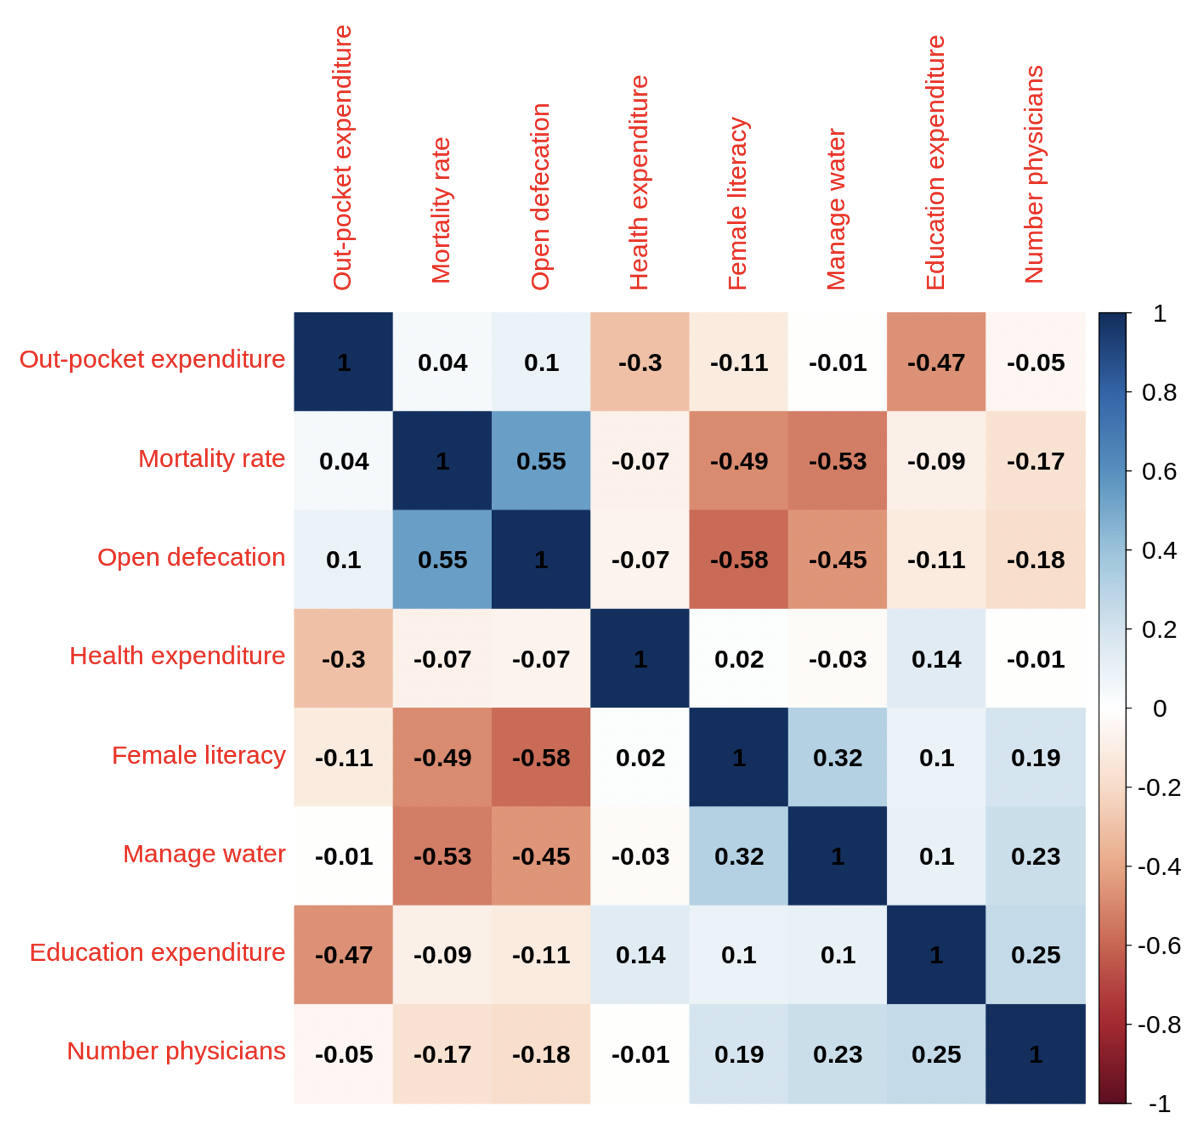 Out-pocket expenditure
Mortality rate
Open defecation
Health expenditure
Female literacy
Manage water
Education expenditure
Number physicians
Out-pocket expenditure 1 0.04 0.1 -0.3 -0.11 -0.01 -0.47 -0.05
Mortality rate 0.04 1 0.55 -0.07 -0.49 -0.53 -0.09 -0.17
Open defecation 0.1 0.55 1 -0.07 -0.58 -0.45 -0.11 -0.18
Health expenditure -0.3 -0.07 -0.07 1 0.02 -0.03 0.14 -0.01
Female literacy -0.11 -0.49 -0.58 0.02 1 0.32 0.1 0.19
Manage water -0.01 -0.53 -0.45 -0.03 0.32 1 0.1 0.23
Education expenditure -0.47 -0.09 -0.11 0.14 0.1 0.1 1 0.25
Number physicians -0.05 -0.17 -0.18 -0.01 0.19 0.23 0.25 1
1
0.8
0.6
0.4
0.2
0
-0.2
-0.4
-0.6
-0.8
-1